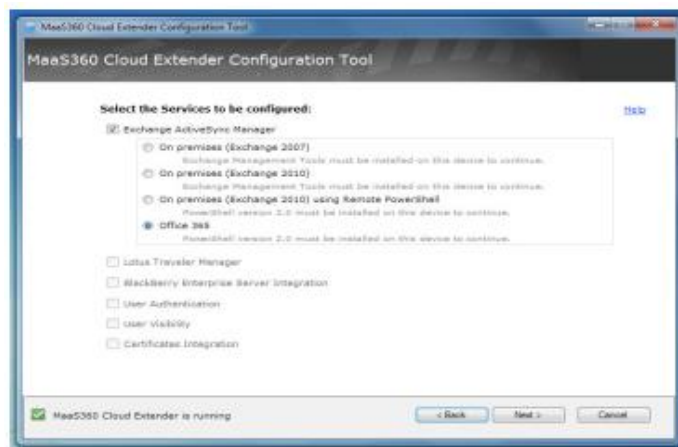 MaaS360 Cloud Extender Configuration Tool
MaaS360 Cloud Extender Configuration Tool
Select the Services to be configured:
Help
Exchange ActiveSync Manager
On premises (Exchange 2007)
Exchange Management Tools must be installed on this device to continue.
On premises (Exchange 2010)
Exchange Management Tools must be installed on this device to continue.
On premises (Exchange 2010) using Remote PowerShell
PowerShell version 2.0 must be installed on this device to continue.
Office 365
PowerShell version 2.0 must be installed on this device to continue.
Lotus Traveler Manager
BlackBerry Enterprise Server Integration
User Authentication
User Visibility
Certificates Integration
MaaS360 Cloud Extender is running
< Back
Next >
Cancel